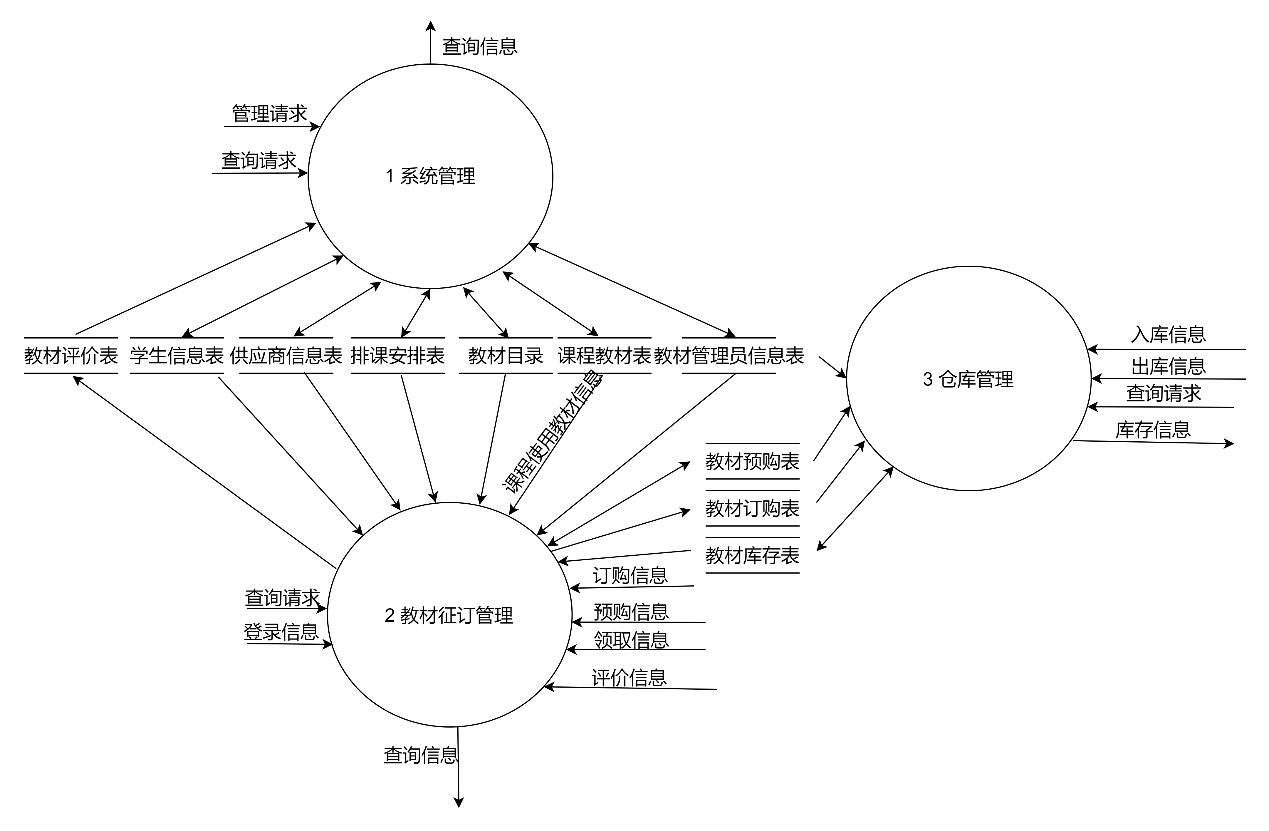 查询信息
管理请求
查询请求
1 系统管理
教材评价表
学生信息表
供应商信息表
排课安排表
教材目录
课程教材表
教材管理员信息表
3 仓库管理
入库信息
出库信息
查询请求
库存信息
课程使用教材信息
教材预购表
教材订购表
教材库存表
订购信息
预购信息
领取信息
评价信息
查询请求
登录信息
2 教材征订管理
查询信息